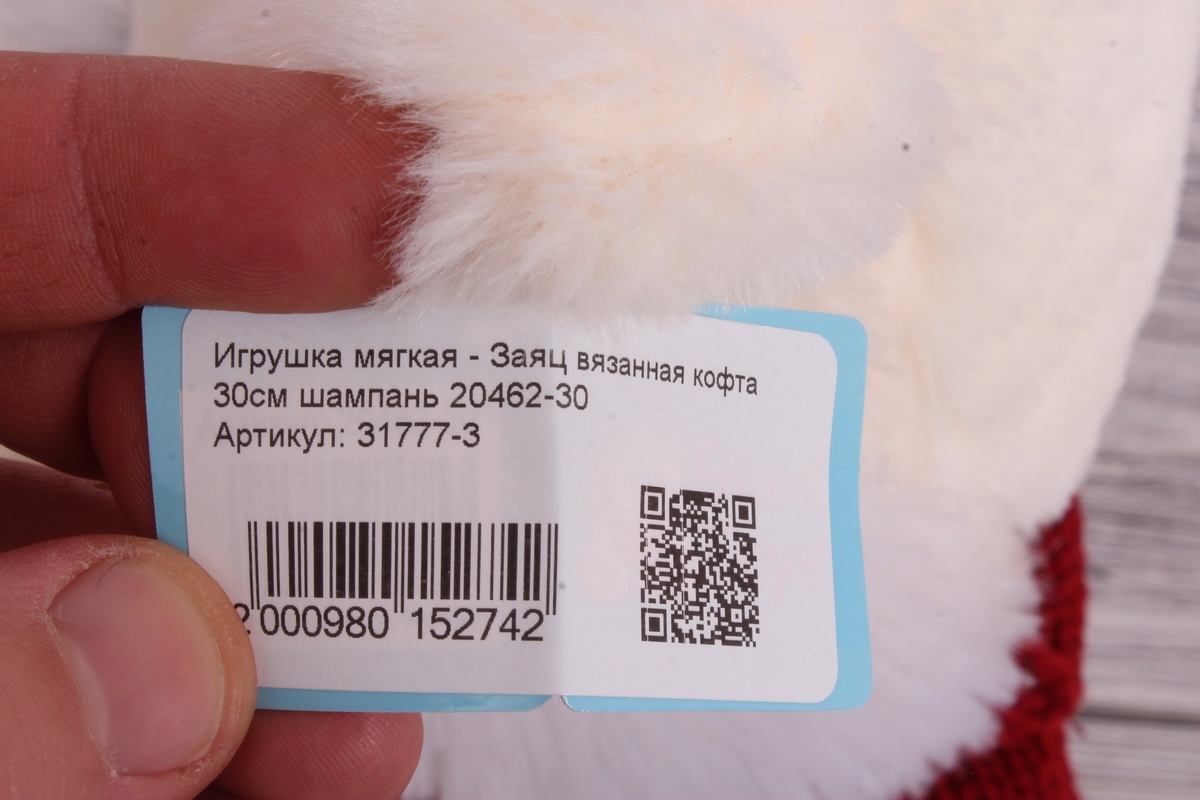 Игрушка мягкая - Заяц вязанная кофта
30см шампань 20462-30
Артикул: 31777-3
2 000980 152742